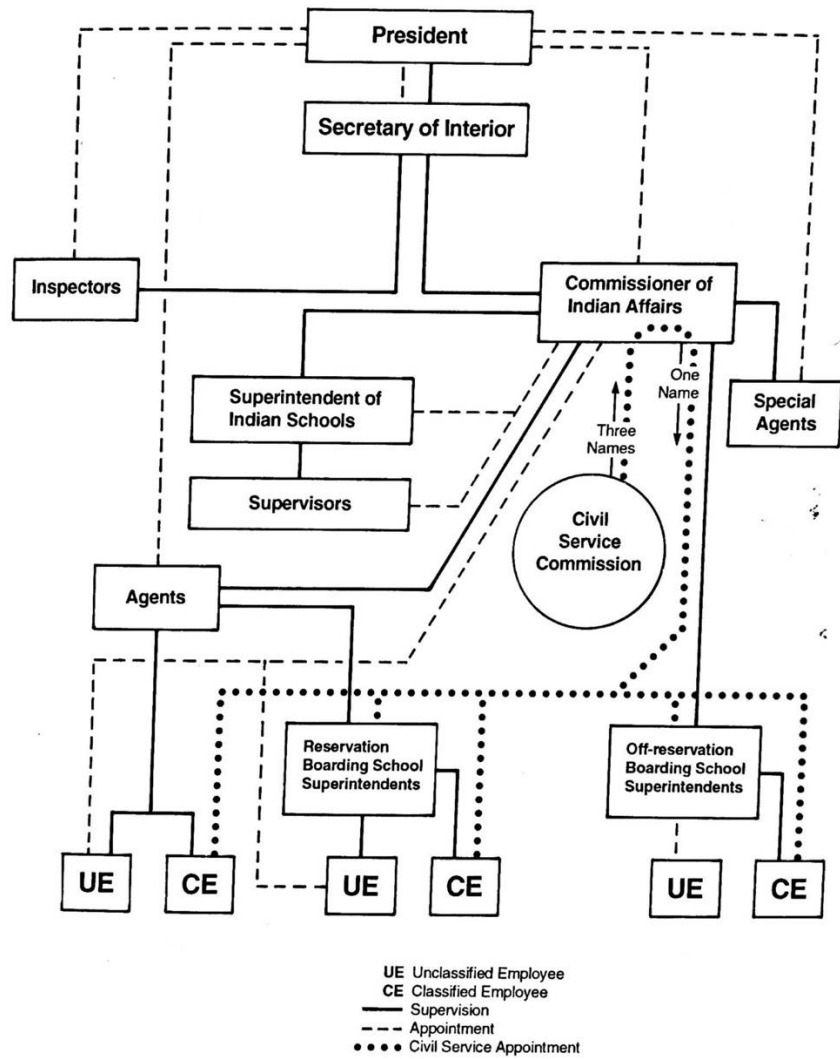 President
Secretary of Interior
Inspectors
Commissioner of
Indian Affairs
Superintendent of
Indian Schools
One
Name
Special
Agents
Three
Names
Supervisors
Civil
Service
Commission
Agents
Reservation
Boarding School
Superintendents
Off-reservation
Boarding School
Superintendents
UE
CE
UE
CE
UE
CE
UE Unclassified Employee
CE Classified Employee
Supervision
Appointment
Civil Service Appointment